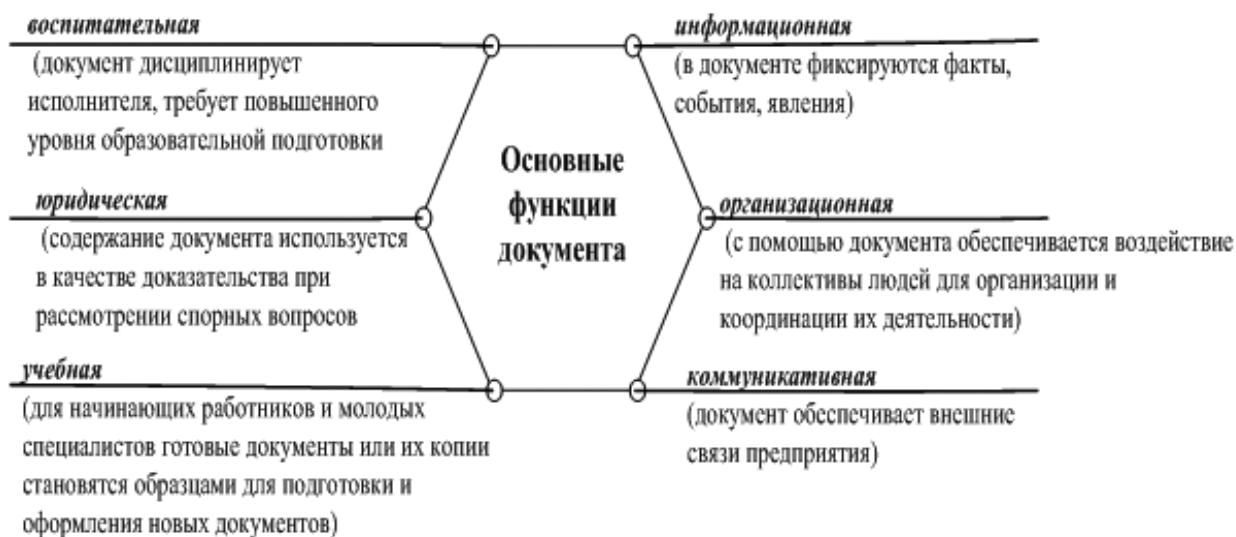 воспитательная
(документ дисциплинирует
исполнителя, требует повышенного
уровня образовательной подготовки
юридическая
(содержание документа используется
в качестве доказательства при
рассмотрении спорных вопросов
учебная
(для начинающих работников и молодых
специалистов готовые документы или их копии
становятся образцами для подготовки и
оформления новых документов)
Основные
функции
документа
информационная
(в документе фиксируются факты,
события, явления)
организационная
(с помощью документа обеспечивается воздействие
на коллективы людей для организации и
координации их деятельности)
коммуникативная
(документ обеспечивает внешние
связи предприятия)